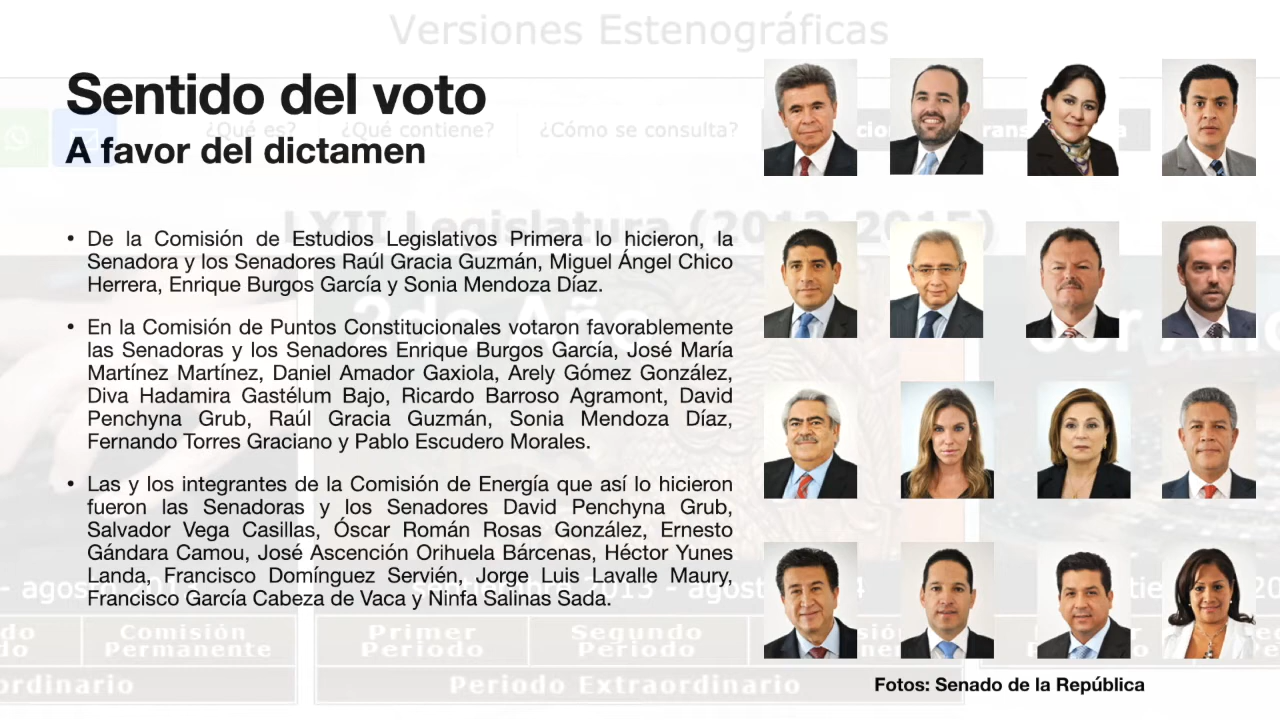 Versiones Estenográficas
Sentido del voto
A favor del dictamen
¿Qué es?
¿Qué contiene?
¿Cómo se consulta?
LXII Legislatura (2012-2015)
• De la Comisión de Estudios Legislativos Primera lo hicieron, la
Senadora y los Senadores Raúl Gracia Guzmán, Miguel Ángel Chico
Herrera, Enrique Burgos García y Sonia Mendoza Díaz.
2do Año
• En la Comisión de Puntos Constitucionales votaron favorablemente
las Senadoras y los Senadores Enrique Burgos García, José María
Martínez Martínez, Daniel Amador Gaxiola, Arely Gómez González,
Diva Hadamira Gastélum Bajo, Ricardo Barroso Agramont, David
Penchyna Grub, Raúl Gracia Guzmán, Sonia Mendoza Díaz,
Fernando Torres Graciano y Pablo Escudero Morales.
• Las y los integrantes de la Comisión de Energía que así lo hicieron
fueron las Senadoras y los Senadores David Penchyna Grub,
Salvador Vega Casillas, Óscar Román Rosas González, Ernesto
Gándara Camou, José Ascención Orihuela Bárcenas, Héctor Yunes
Landa, Francisco Domínguez Servién, Jorge Luis Lavalle Maury,
Francisco García Cabeza de Vaca y Ninfa Salinas Sada.
Comisión
Permanente
Primer
Periodo
Segundo
Periodo
Periodo Extraordinario
Fotos: Senado de la República